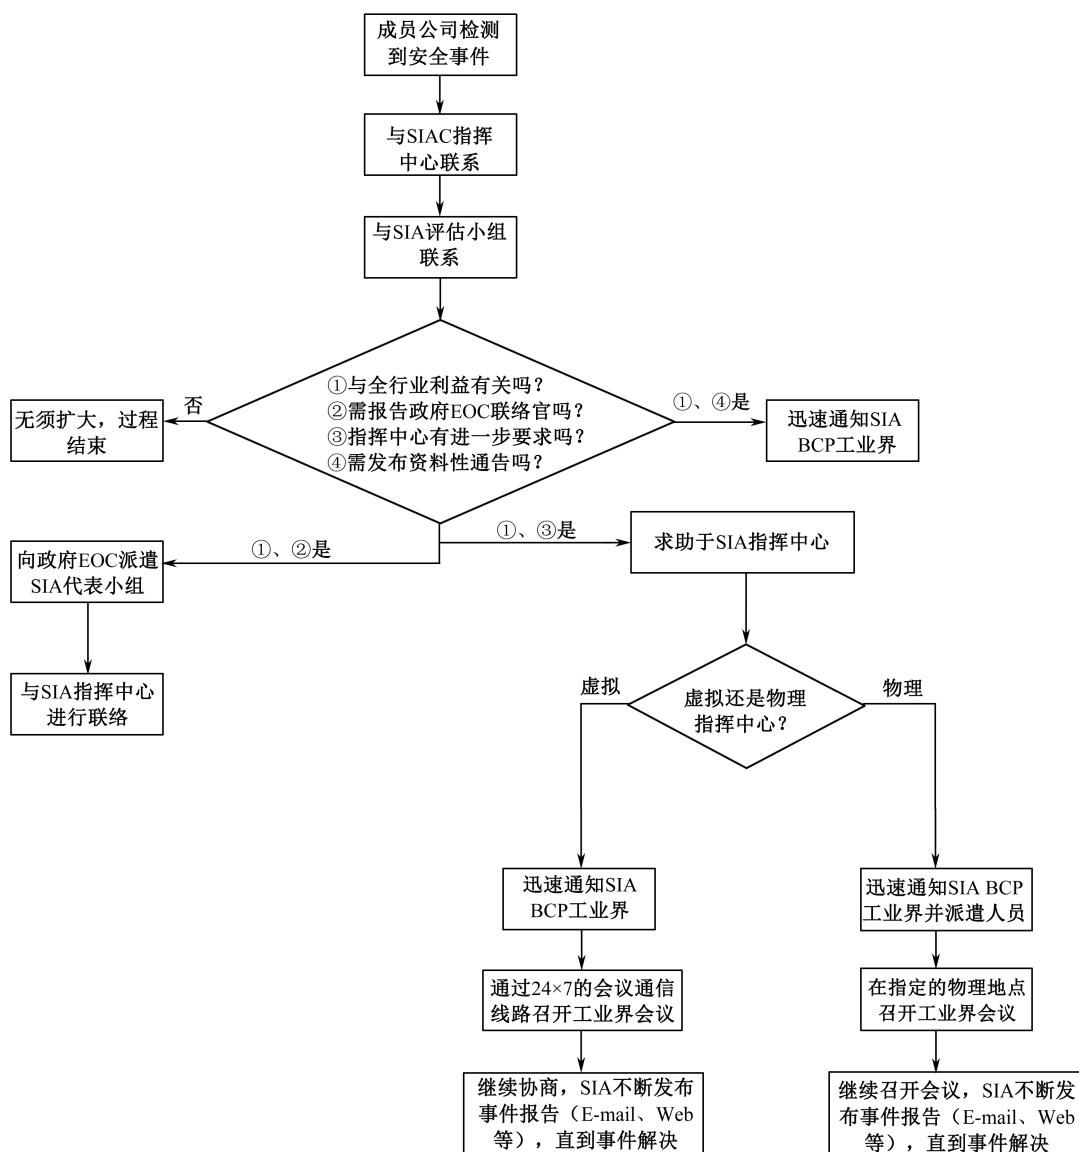 成员公司检测
到安全事件
与SIAC指挥
中心联系
与SIA评估小组
联系
①与全行业利益有关吗？
②需报告政府EOC联络官吗？
③指挥中心有进一步要求吗？
④需发布资料性通告吗？
否
无须扩大，过程
结束
①、④是
迅速通知SIA
BCP工业界
①、②是
向政府EOC派遣
SIA代表小组
与SIA指挥中心
进行联络
①、③是
求助于SIA指挥中心
虚拟还是物理
指挥中心？
虚拟
物理
迅速通知SIA
BCP工业界
通过24×7的会议通信
线路召开工业界会议
继续协商，SIA不断发布
事件报告（E-mail、Web
等），直到事件解决
迅速通知SIA BCP
工业界并派遣人员
在指定的物理地点
召开工业界会议
继续召开会议，SIA不断发
布事件报告（E-mail、Web
等），直到事件解决